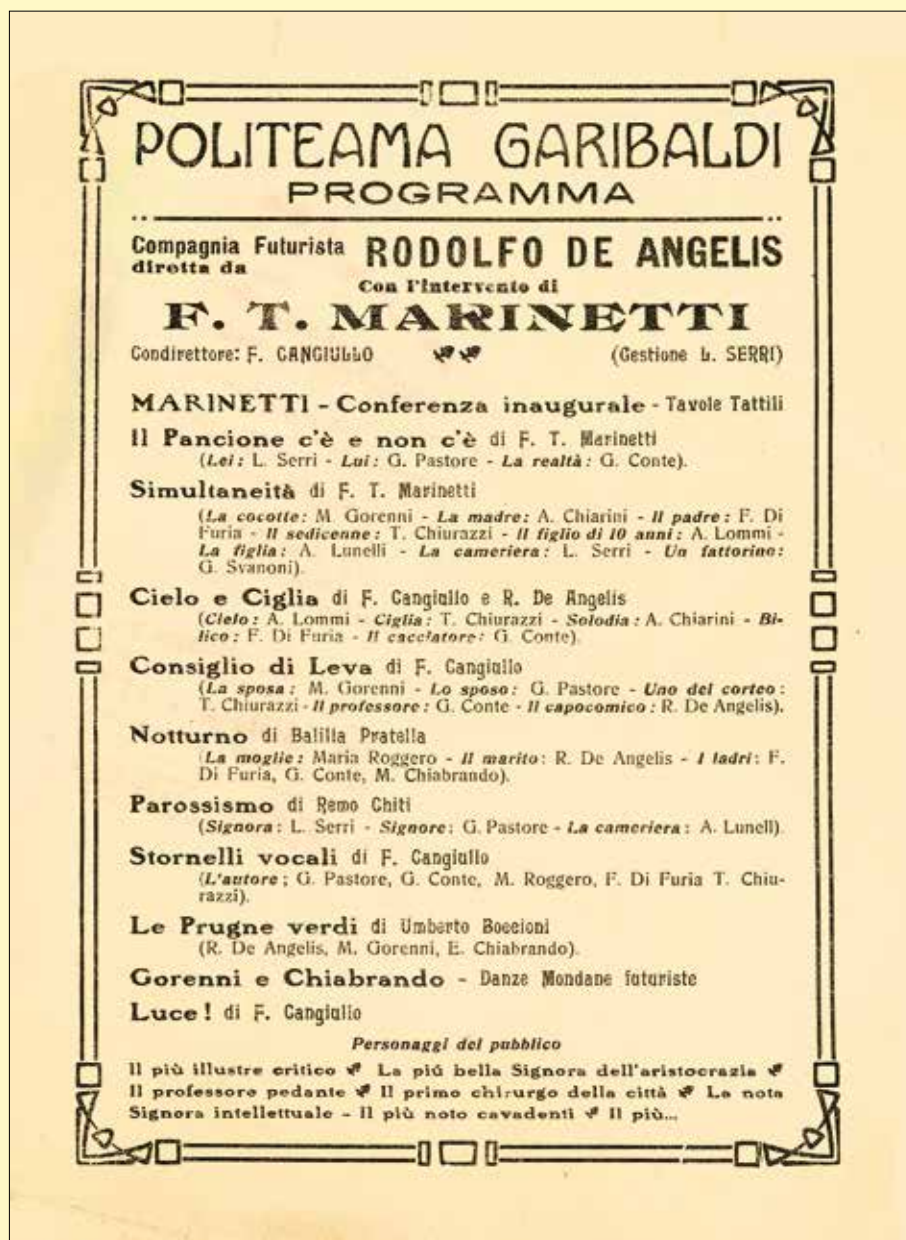 POLITEAMA GARIBALDI
PROGRAMMA
Compagnia Futurista
diretta da
RODOLFO DE ANGELIS
Con l'intervento di
F. T. MARINETTI
Condirettore: F. CANGIULLO (Gestione L. SERRI)
MARINETTI - Conferenza inaugurale - Tavole Tattili
Il Pancione c'è e non c'è di F. T. Marinetti
(Lei: L. Serri - Lui: G. Pastore - La realtà: G. Conte).
Simultaneità di F. T. Marinetti
(La cocotte: M. Gorenni - La madre: A. Chiarini - Il padre: F. Di
Furia - Il sedicenne: T. Chiurazzi - Il figlio di 10 anni: A. Lommi -
La figlia: A. Lunelli - La cameriera: L. Serri - Un fattorino:
G. Svanoni).
Cielo e Ciglia di F. Cangiullo e R. De Angelis
(Cielo: A. Lommi - Ciglia: T. Chiurazzi - Solodia: A. Chiarini - Bi-
lico: F. Di Furia - Il cacciatore: G. Conte).
Consiglio di Leva di F. Cangiullo
(La sposa: M. Gorenni - Lo sposo: G. Pastore - Uno del corteo:
T. Chiurazzi - Il professore: G. Conte - Il capocomico: R. De Angelis).
Notturno di Balilla Pratella
(La moglie: Maria Roggero - Il marito: R. De Angelis - I ladri: F.
Di Furia, G. Conte, M. Chiabrando).
Parossismo di Remo Chiti
(Signora: L. Serri - Signore: G. Pastore - La cameriera: A. Lunell).
Stornelli vocali di F. Cangiullo
(L'autore; G. Pastore, G. Conte, M. Roggero, F. Di Furia T. Chiu-
razzi).
Le Prugne verdi di Umberto Boccioni
(R. De Angelis, M. Gorenni, E. Chiabrando).
Gorenni e Chiabrando - Danze Mondane futuriste
Luce! di F. Cangiullo
Personaggi del pubblico
Il più illustre critico La piú bella Signora dell'aristocrazia
Il professore pedante Il primo chirurgo della città La nota
Signora intellettuale - Il più noto cavadenti Il più...